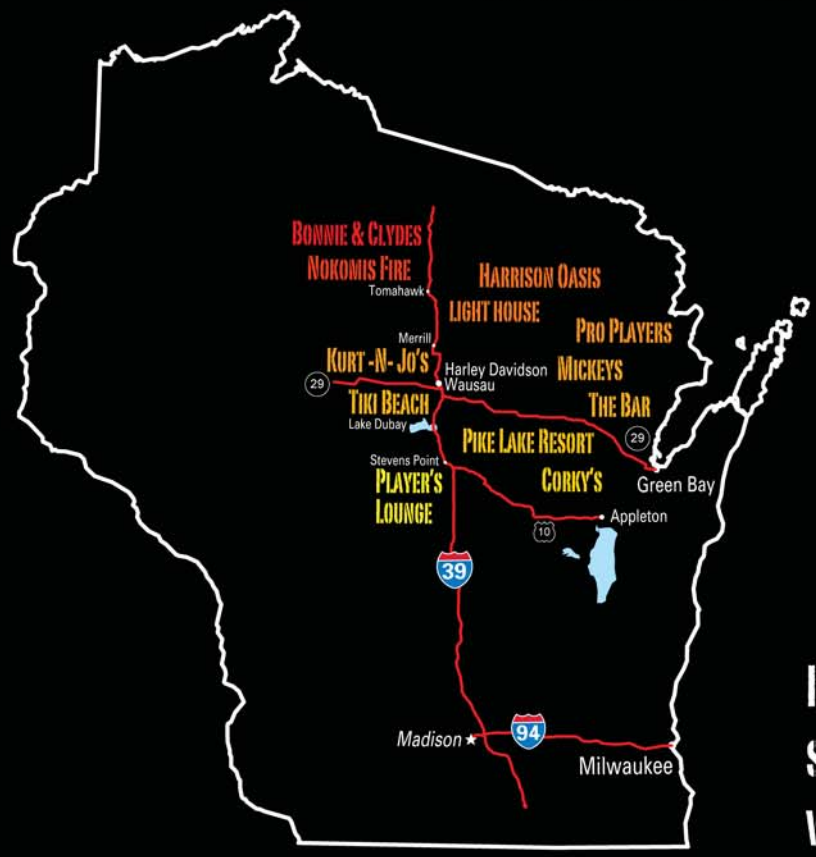 BONNIE & CLYDES
NOKOMIS FIRE
HARRISON OASIS
Tomahawk
LIGHT HOUSE
PRO PLAYERS
Merrill
KURT -N- JO'S
Harley Davidson
MICKEYS
29
Wausau
TIKI BEACH
THE BAR
Lake Dubay
PIKE LAKE RESORT
29
Stevens Point
PLAYER'S
LOUNGE
CORKY'S
Green Bay
Appleton
10
39
Madison
94
Milwaukee